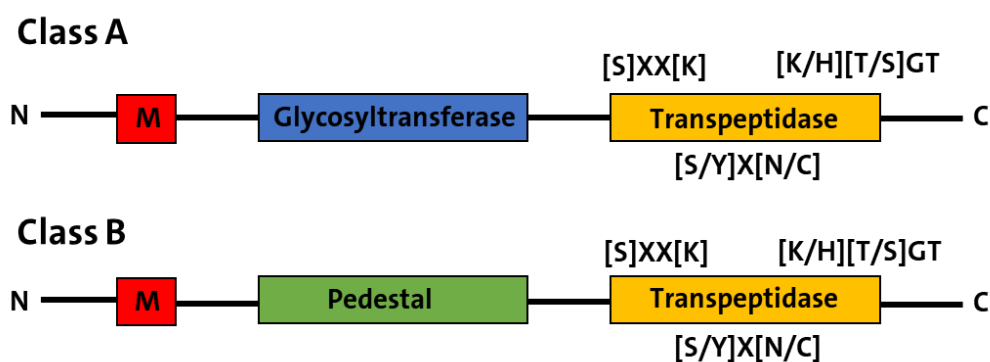 Class A
[S]XX[K] [K/H][T/S]GT
N M Glycosyltransferase Transpeptidase C
[S/Y]X[N/C]
Class B
[S]XX[K] [K/H][T/S]GT
N M Pedestal Transpeptidase C
[S/Y]X[N/C]